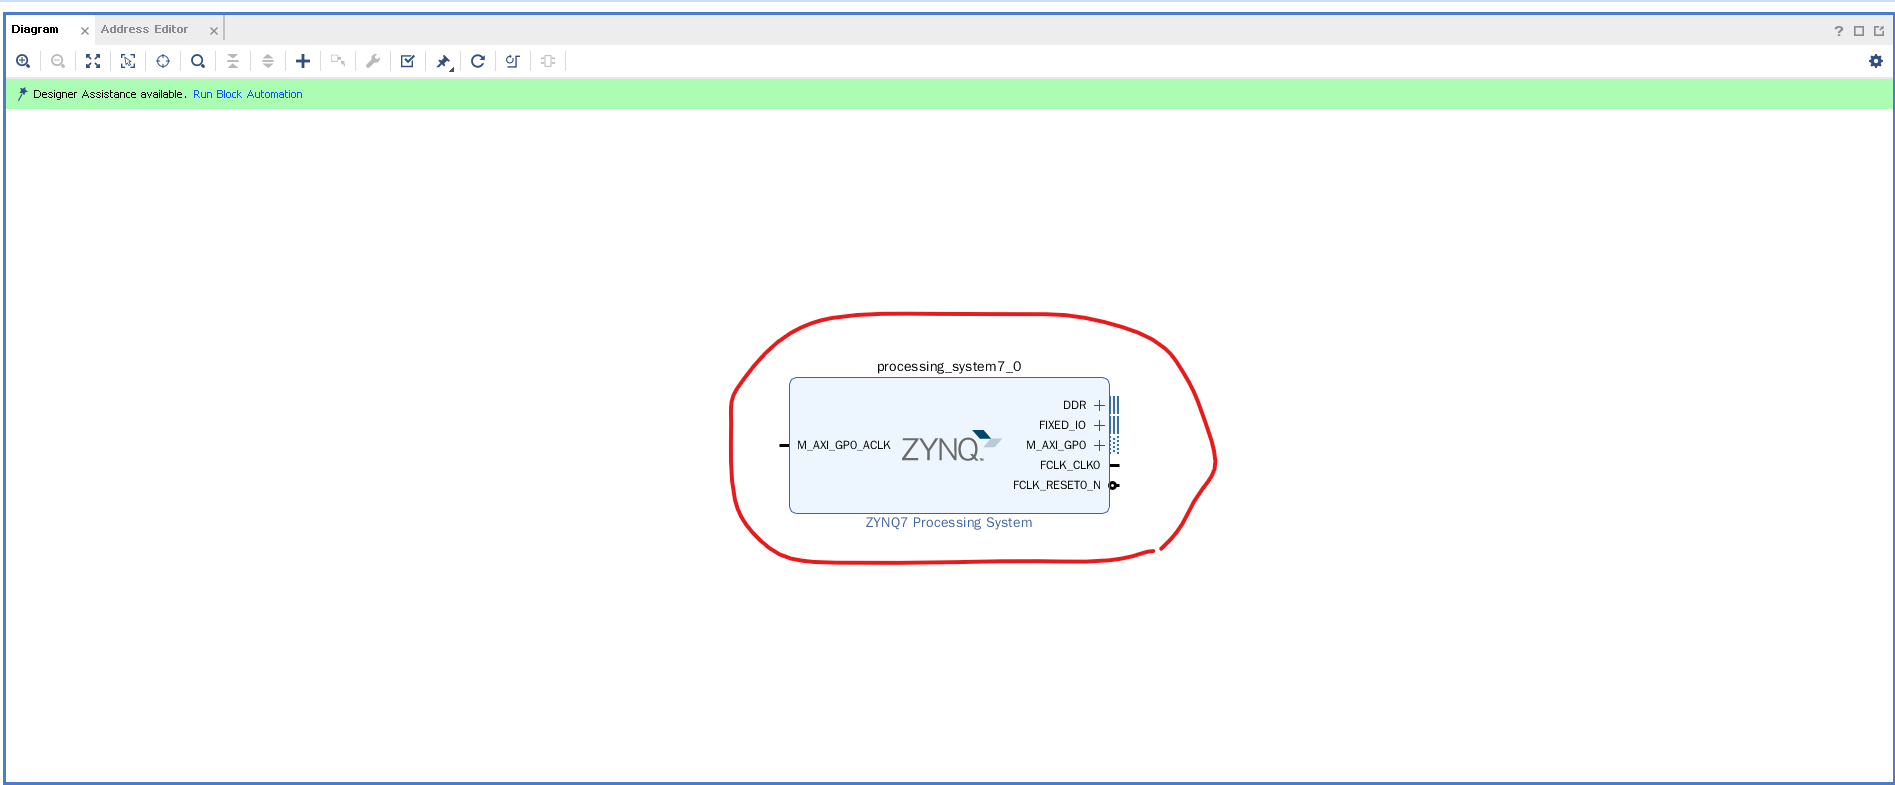 Diagram
Address Editor
Designer Assistance available. Run Block Automation
processing_system7_0
DDR
FIXED_IO
M_AXI_GP0_ACLK
ZYNQ
M_AXI_GP0
FCLK_CLK0
FCLK_RESET0_N
ZYNQ7 Processing System